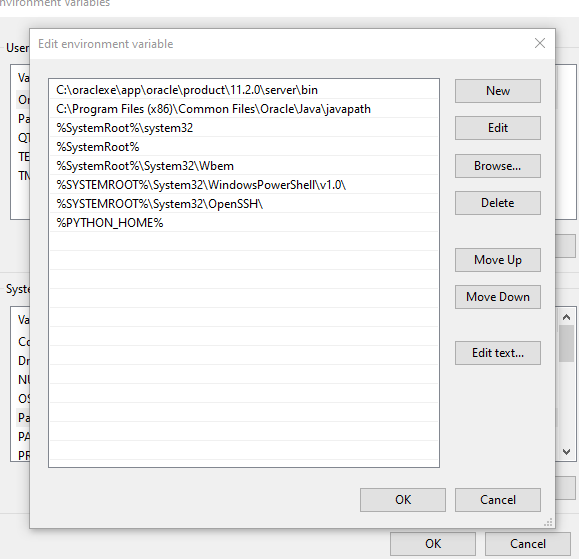 nvironment Variables
Edit environment variable
User
Va
On
Pa
QT
TE
TM
Syste
Va
Co
Dr
NU
OS
Pa
PA
PR
C:\oraclexe\app\oracle\product\11.2.0\server\bin
C:\Program Files (x86)\Common Files\Oracle\Java\javapath
%SystemRoot%\system32
%SystemRoot%
%SystemRoot%\System32\Wbem
%SYSTEMROOT%\System32\WindowsPowerShell\v1.0\
%SYSTEMROOT%\System32\OpenSSH\
%PYTHON_HOME%
New
Edit
Browse...
Delete
Move Up
Move Down
Edit text...
OK
Cancel
OK
Cancel